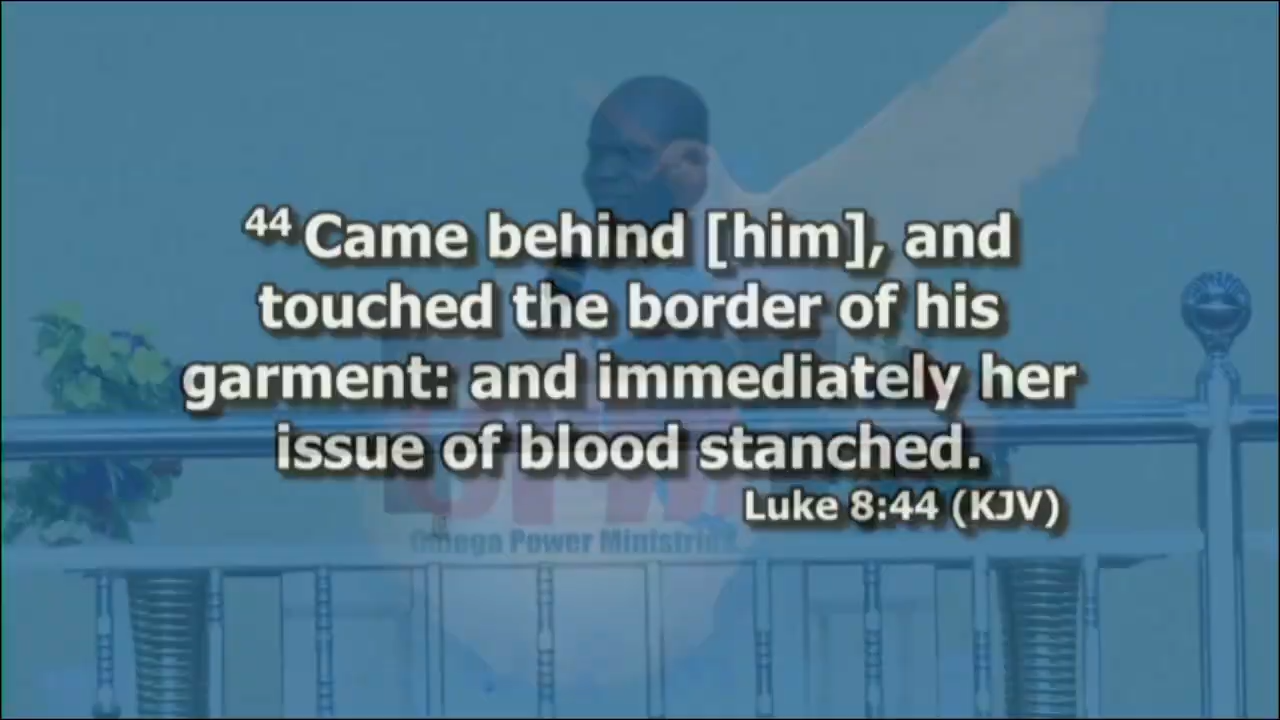 44 Came behind [him], and
touched the border of his
garment: and immediately her
issue of blood stanched.
Luke 8:44 (KJV)
OPM
Omega Power Ministries